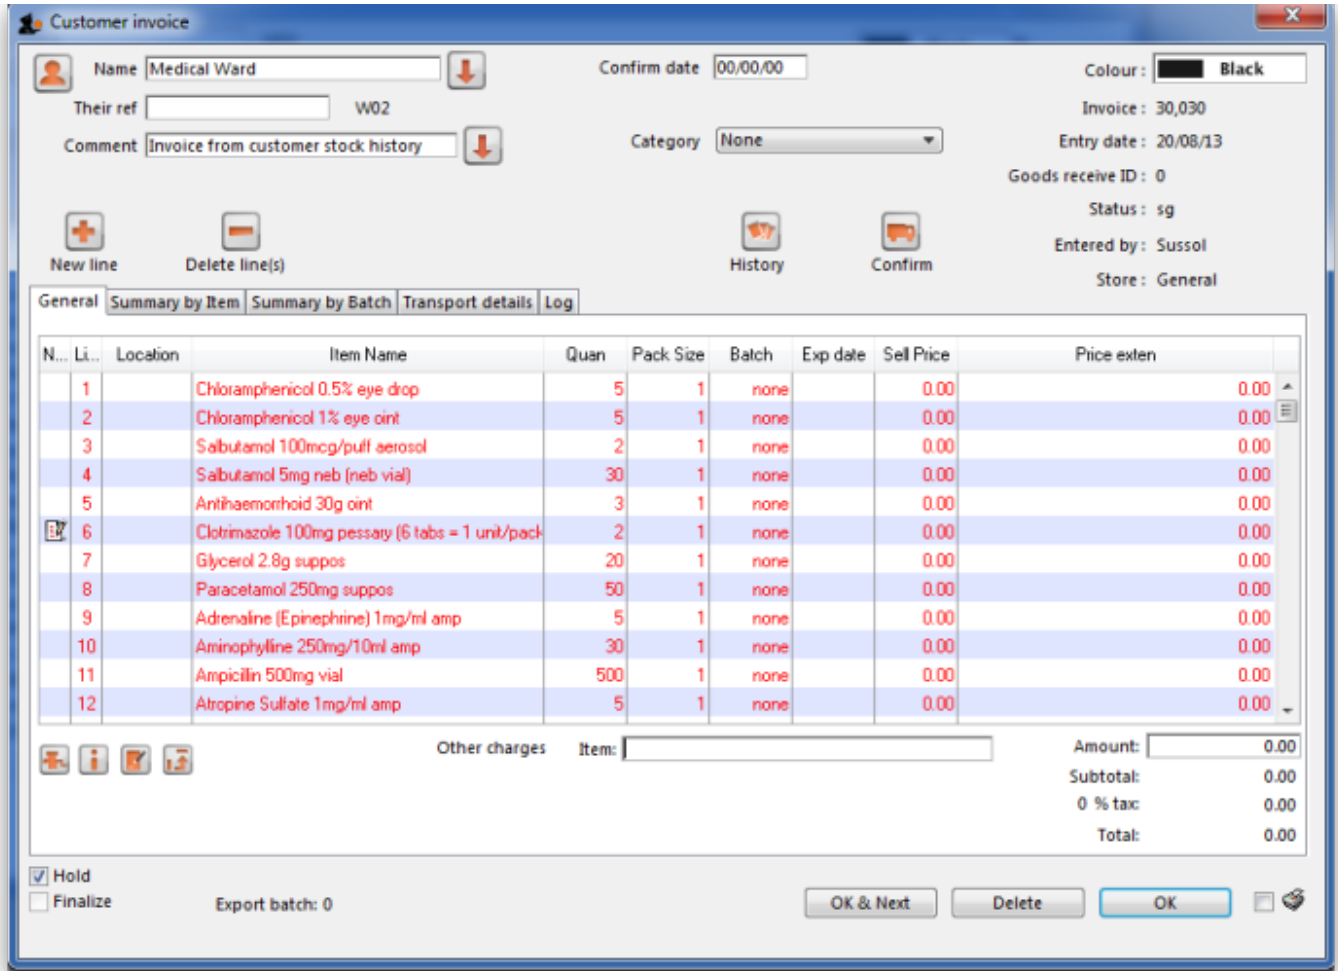 Customer invoice
Name Medical Ward Confirm date 00/00/00 Colour: Black
Their ref W02 Invoice: 30,030
Comment Invoice from customer stock history Category None Entry date: 20/08/13
Goods receive ID: 0
Status: sg
Entered by: Sussol
New line Delete line(s) History Confirm
Store: General
General Summary by Item Summary by Batch Transport details Log
N... Li... Location Item Name Quan Pack Size Batch Exp date Sell Price Price exten
1 Chloramphenicol 0.5% eye drop 5 1 none 0.00 0.00
2 Chloramphenicol 1% eye oint 5 1 none 0.00 0.00
3 Salbutamol 100mcg/puff aerosol 2 1 none 0.00 0.00
4 Salbutamol 5mg neb (neb vial) 30 1 none 0.00 0.00
5 Antihaemorrhoid 30g oint 3 1 none 0.00 0.00
6 Clotrimazole 100mg pessary (6 tabs = 1 unit/pack 2 1 none 0.00 0.00
7 Glycerol 2.8g suppos 20 1 none 0.00 0.00
8 Paracetamol 250mg suppos 50 1 none 0.00 0.00
9 Adrenaline (Epinephrine) 1mg/ml amp 5 1 none 0.00 0.00
10 Aminophylline 250mg/10ml amp 30 1 none 0.00 0.00
11 Ampicillin 500mg vial 500 1 none 0.00 0.00
12 Atropine Sulfate 1mg/ml amp 5 1 none 0.00 0.00
Other charges Item: Amount: 0.00
Subtotal: 0.00
0 % tax: 0.00
Total: 0.00
Hold
Finalize Export batch: 0 OK & Next Delete OK